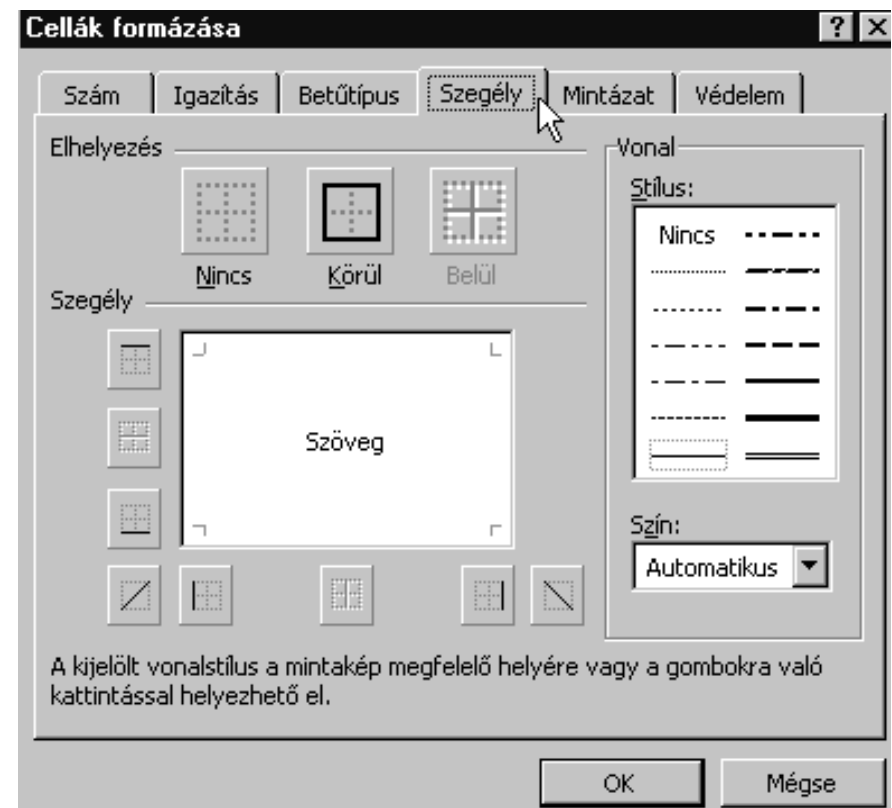 Cellák formázása
Szám Igazítás Betűtípus Szegély Mintázat Védelem
Elhelyezés
Nincs Körül Belül
Szegély
Szöveg
Vonal
Stílus:
Nincs
Szín:
Automatikus
A kijelölt vonalstílus a mintakép megfelelő helyére vagy a gombokra való
kattintással helyezhető el.
OK Mégse